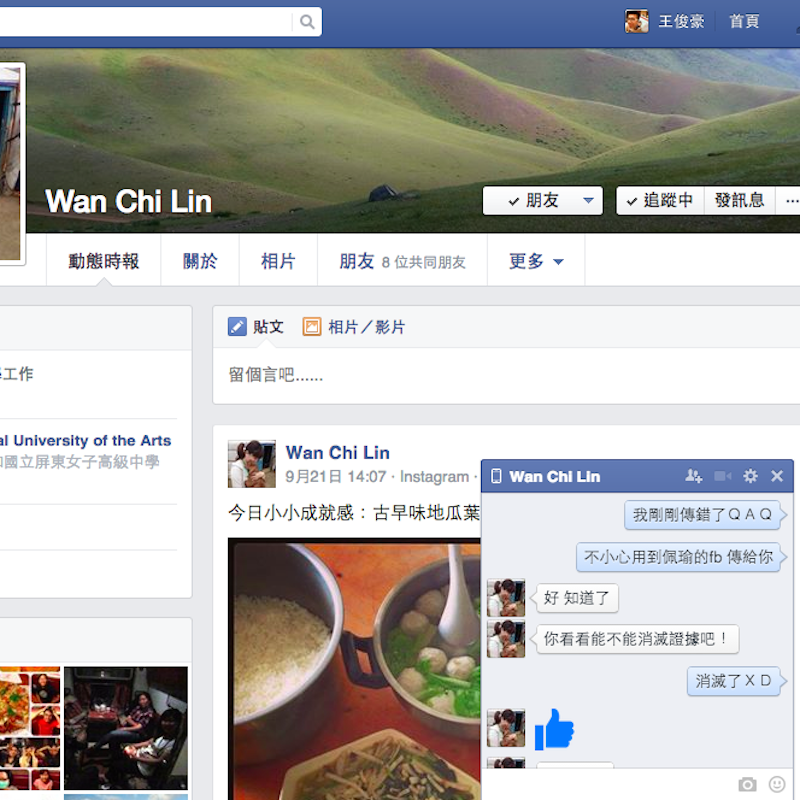 王俊豪
首頁
Wan Chi Lin
朋友
追蹤中
發訊息
動態時報
關於
相片
朋友 8 位共同朋友
更多
貼文
相片／影片
留個言吧......
工作
al University of the Arts
國立屏東女子高級中學
Wan Chi Lin
9月21日 14:07 · Instagram ·
今日小小成就感：古早味地瓜葉
Wan Chi Lin
我剛剛傳錯了ＱＡＱ
不小心用到佩瑜的fb 傳給你
好 知道了
你看看能不能消滅證據吧！
消滅了ＸＤ